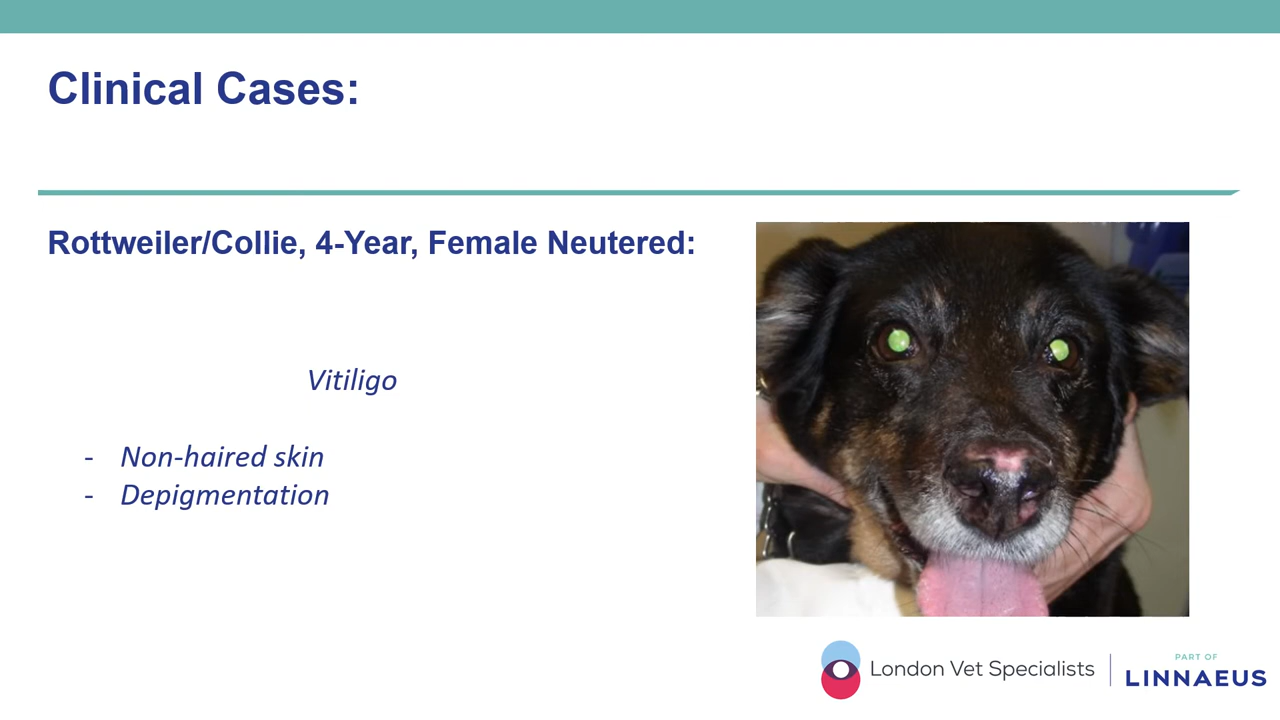 Clinical Cases:
Rottweiler/Collie, 4-Year, Female Neutered:
Vitiligo
- Non-haired skin
- Depigmentation
London Vet Specialists
PART OF
LINNAEUS